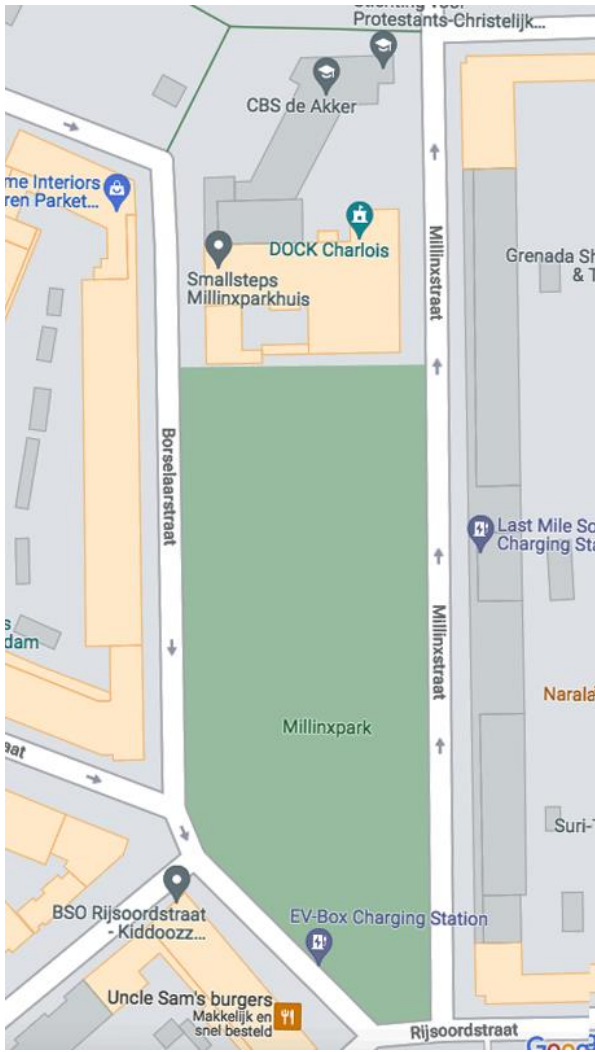 Protestants-Christelijk...
CBS de Akker
me Interiors
ren Parket...
DOCK Charlois
Millinxstraat
Grenada Sh
& T
Smallsteps
Millinxparkhuis
Borselaarstraat
Last Mile So
Charging Sta
Millinxstraat
s
dam
Narala
Millinxpark
aat
Suri-
BSO Rijsoordstraat
- Kiddoozz...
EV-Box Charging Station
Uncle Sam's burgers
Makkelijk en
snel besteld
Rijsoordstraat